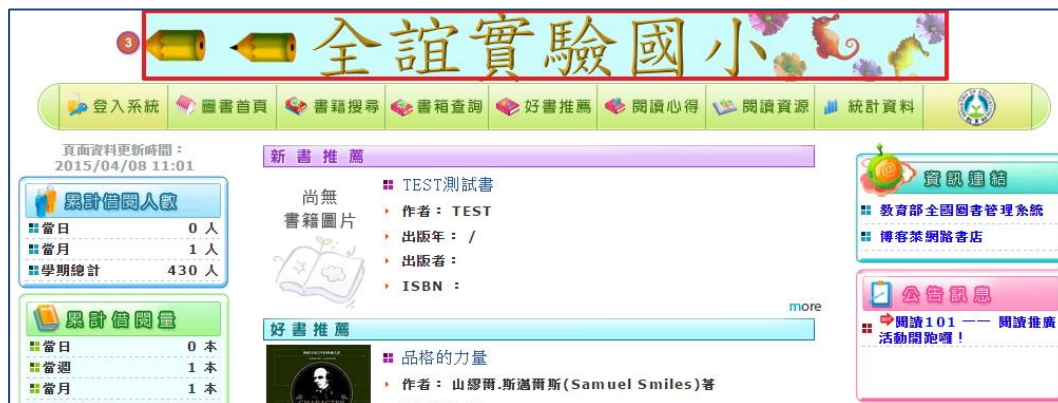 3
全誼實驗國小
登入系統 圖書首頁 書籍搜尋 書箱查詢 好書推薦 閱讀心得 閱讀資源 統計資料
頁面資料更新時間：
2015/04/08 11:01
累計借閱人數
當日 0 人
當月 1 人
學期總計 430 人
累計借閱量
當日 0 本
當週 1 本
當月 1 本
新書推薦
尚無
書籍圖片
TEST測試書
作者： TEST
出版年： /
出版者：
ISBN ：
more
好書推薦
品格的力量
作者： 山繆爾.斯邁爾斯(Samuel Smiles)著
CHARACTER
資訊連結
教育部全國圖書管理系統
博客萊網路書店
公告訊息
閱讀101 —— 閱讀推廣
活動開跑囉！